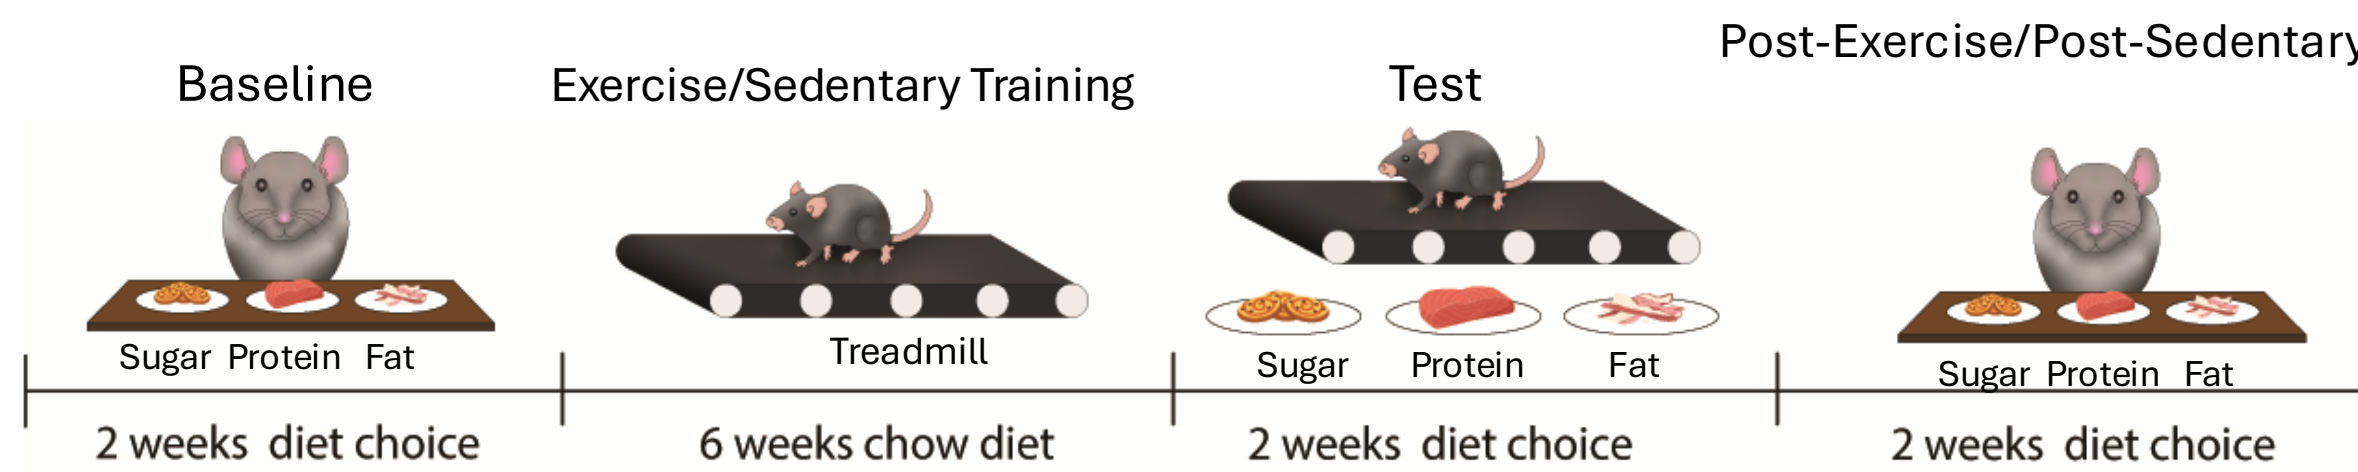 Baseline
Exercise/Sedentary Training
Test
Post-Exercise/Post-Sedentary
Sugar Protein Fat
Treadmill
Sugar Protein Fat
Sugar Protein Fat
2 weeks diet choice
6 weeks chow diet
2 weeks diet choice
2 weeks diet choice